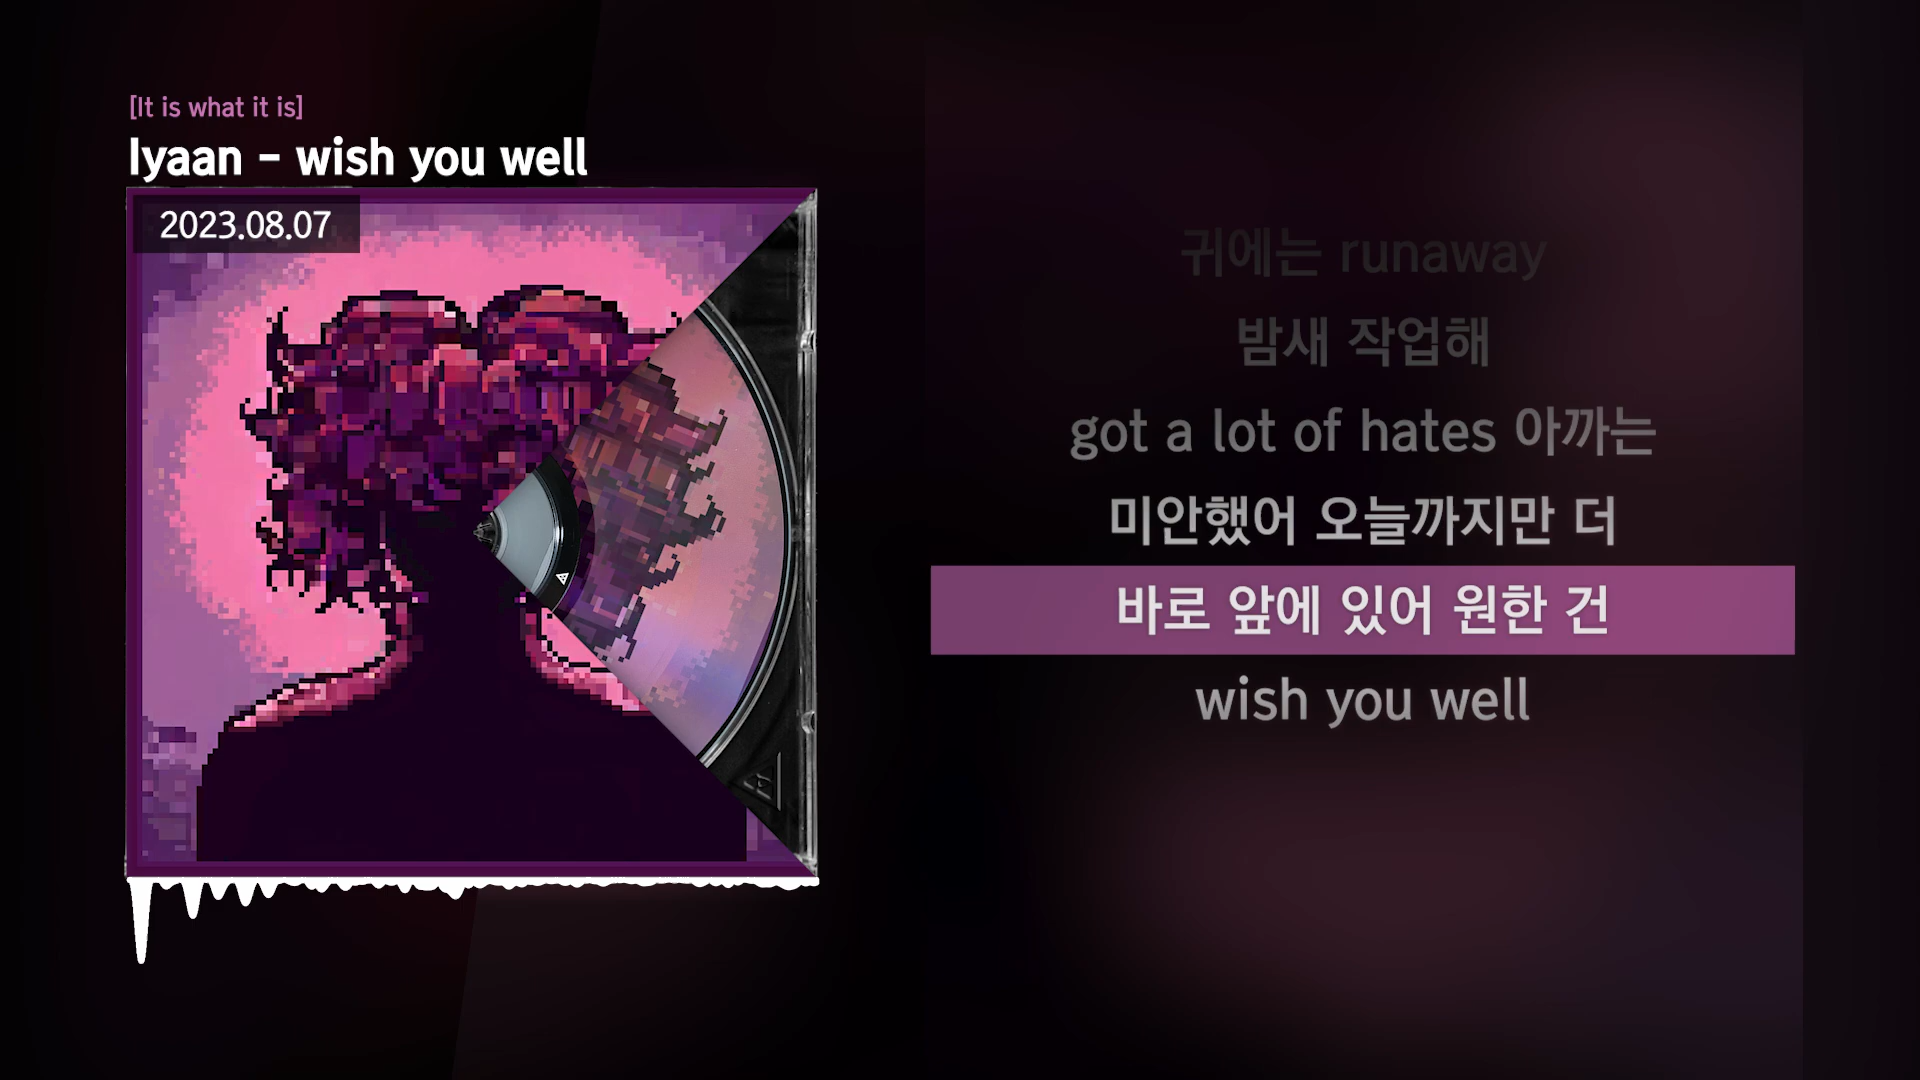 [It is what it is]
Iyaan - wish you well
2023.08.07
귀에는 runaway
밤새 작업해
got a lot of hates 아까는
미안했어 오늘까지만 더
바로 앞에 있어 원한 건
wish you well